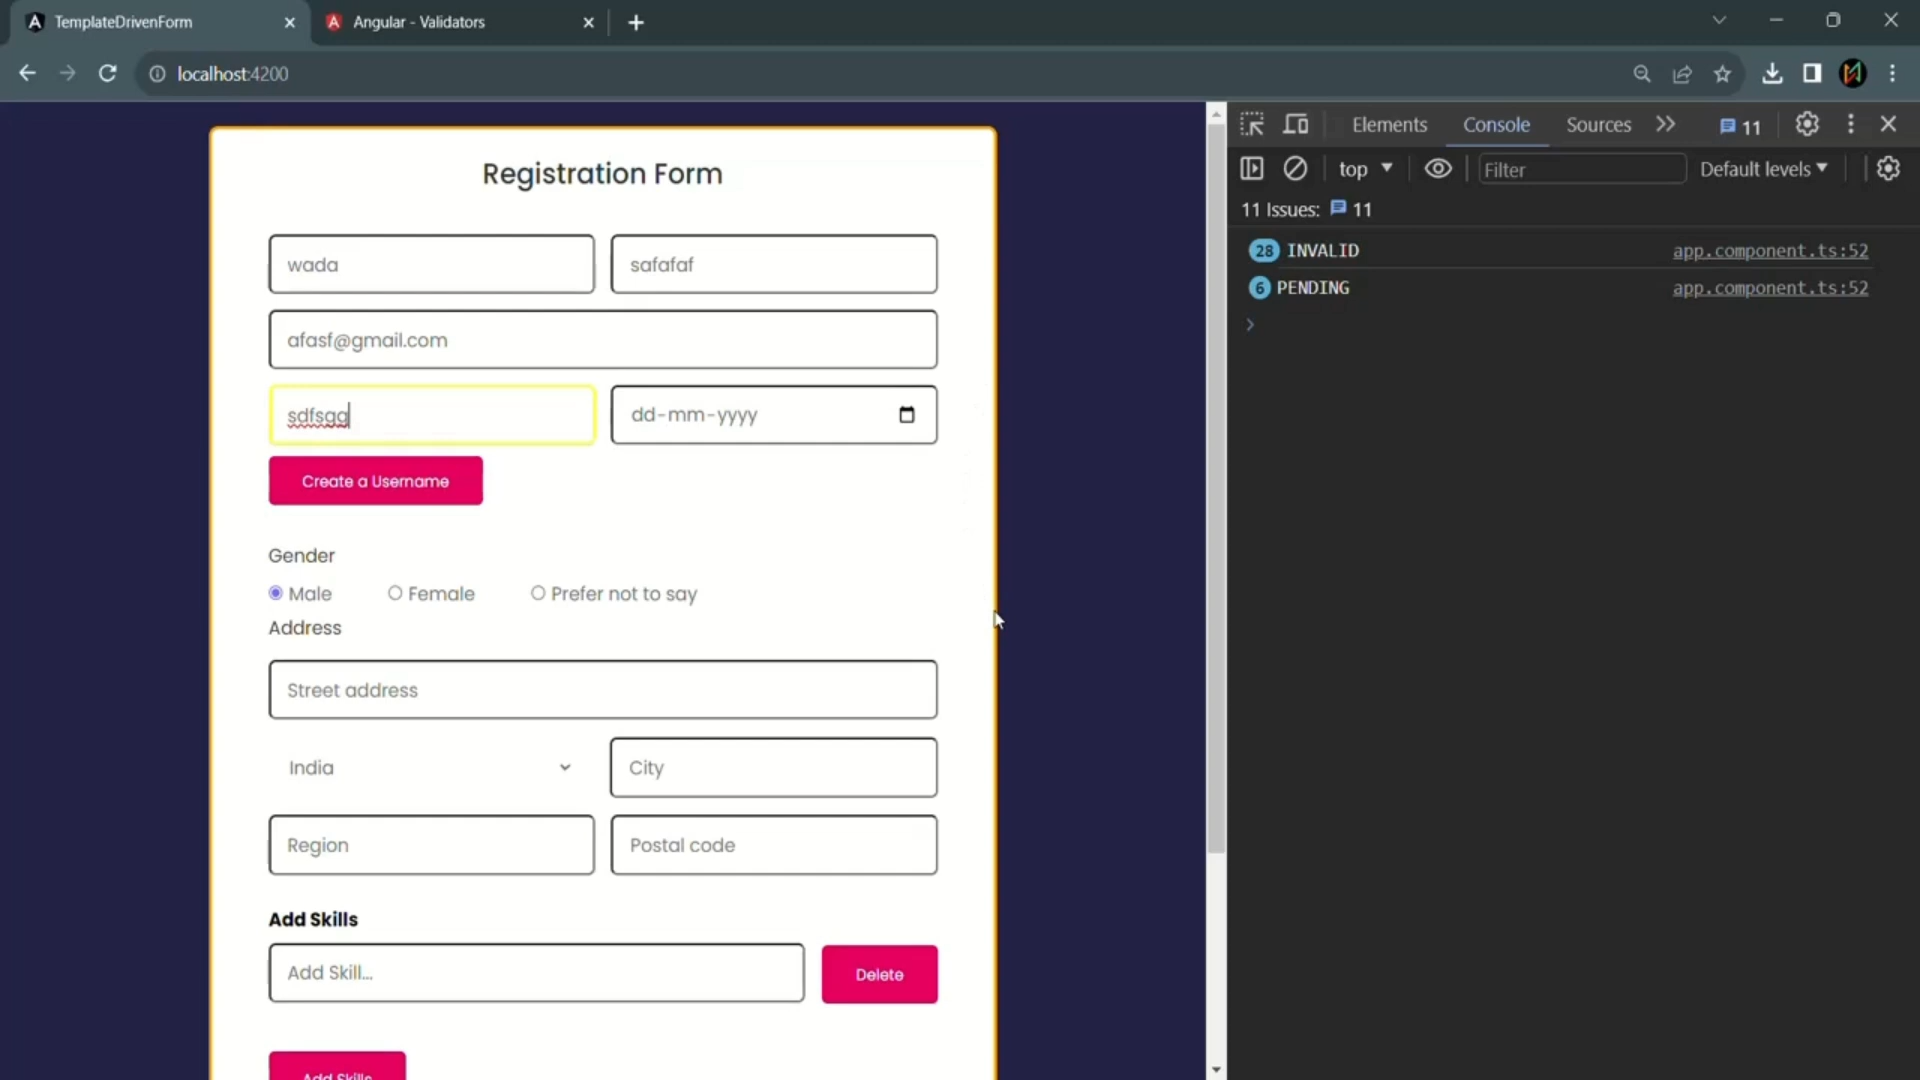 TemplateDrivenForm
Angular - Validators
localhost:4200
Elements
Console
Sources
11
top
Filter
Default levels
11 Issues:
11
28 INVALID
app.component.ts:52
6 PENDING
app.component.ts:52
Registration Form
wada
safafaf
afasf@gmail.com
sdfsgg
dd-mm-yyyy
Create a Username
Gender
Male
Female
Prefer not to say
Address
Street address
India
City
Region
Postal code
Add Skills
Add Skill...
Delete
Add Skills